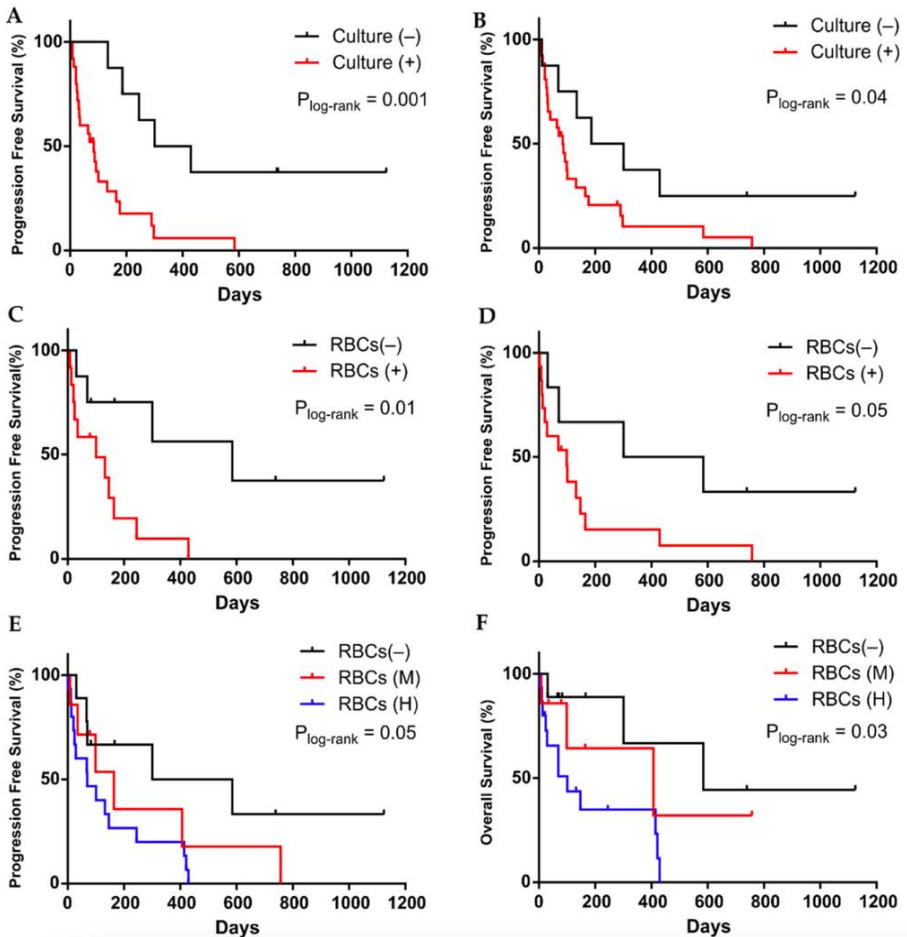 A
Progression Free Survival (%)
100
50
0
0 200 400 600 800 1000 1200
Days
Culture (–)
Culture (+)
Plog-rank = 0.001
B
Progression Free Survival (%)
100
50
0
0 200 400 600 800 1000 1200
Days
Culture (–)
Culture (+)
Plog-rank = 0.04
C
Progression Free Survival(%)
100
50
0
0 200 400 600 800 1000 1200
Days
RBCs(–)
RBCs (+)
Plog-rank = 0.01
D
Progression Free Survival (%)
100
50
0
0 200 400 600 800 1000 1200
Days
RBCs(–)
RBCs (+)
Plog-rank = 0.05
E
Progression Free Survival (%)
100
50
0
0 200 400 600 800 1000 1200
Days
RBCs(–)
RBCs (M)
RBCs (H)
Plog-rank = 0.05
F
Overall Survival (%)
100
50
0
0 200 400 600 800 1000 1200
Days
RBCs(–)
RBCs (M)
RBCs (H)
Plog-rank = 0.03